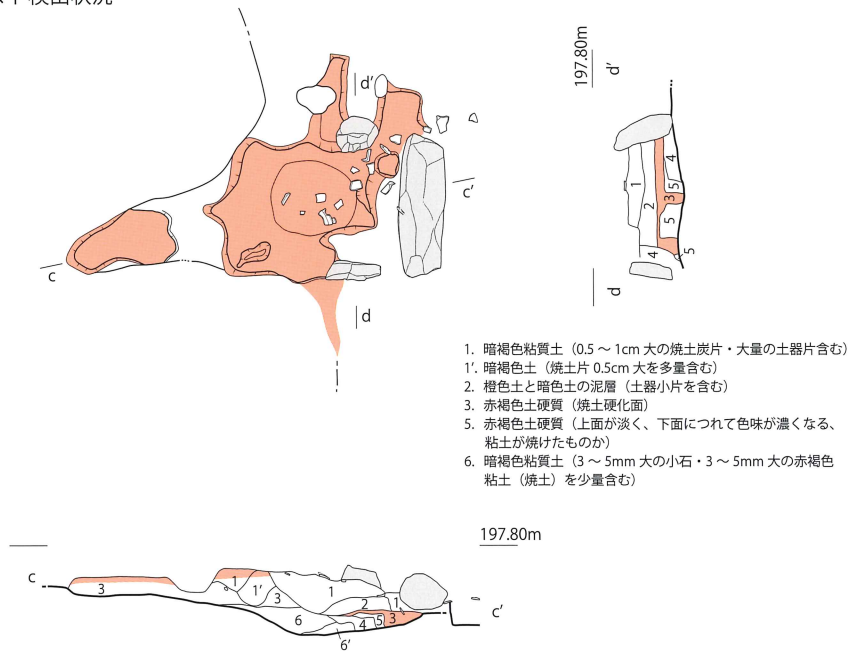 d'
c'
c
d
197.80m
d'
1
2
4
5
3
5
4
5
d
1. 暗褐色粘質土（0.5 ～ 1cm 大の焼土炭片・大量の土器片含む）
1'. 暗褐色土（焼土片 0.5cm 大を多量含む）
2. 橙色土と暗色土の泥層（土器小片を含む）
3. 赤褐色土硬質（焼土硬化面）
5. 赤褐色土硬質（上面が淡く、下面につれて色味が濃くなる、
粘土が焼けたものか）
6. 暗褐色粘質土（3 ～ 5mm 大の小石・3 ～ 5mm 大の赤褐色
粘土（焼土）を少量含む）
197.80m
c
3
1
1'
3
1
2
1
6
4
5
3
6'
c'